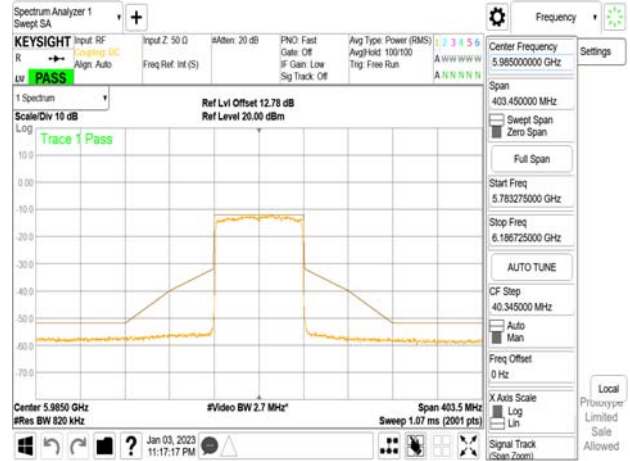 Spectrum Analyzer 1
Swept SA
+
Frequency
KEYSIGHT
R
LVI PASS
Input: RF
Coupling: DC
Align: Auto
Input Z: 50 Ω
Freq Ref: Int (S)
#Atten: 20 dB
PNO: Fast
Gate: Off
IF Gain: Low
Sig Track: Off
Avg Type: Power (RMS)
Avg|Hold: 100/100
Trig: Free Run
1 2 3 4 5 6
A W W W W W
A N N N N N
Center Frequency
5.985000000 GHz
Settings
Span
403.450000 MHz
Swept Span
Zero Span
Full Span
Start Freq
5.783275000 GHz
Stop Freq
6.186725000 GHz
AUTO TUNE
CF Step
40.345000 MHz
Auto
Man
Freq Offset
0 Hz
X Axis Scale
Log
Lin
Signal Track
(Span Zoom)
Local
Prototype
Limited
Sale
Allowed
1 Spectrum
Scale/Div 10 dB
Ref Lvl Offset 12.78 dB
Ref Level 20.00 dBm
Log
Trace 1 Pass
10.0
0.00
-10.0
-20.0
-30.0
-40.0
-50.0
-60.0
-70.0
Center 5.9850 GHz
#Video BW 2.7 MHz*
Span 403.5 MHz
#Res BW 820 kHz
Sweep 1.07 ms (2001 pts)
?
Jan 03, 2023
11:17:17 PM